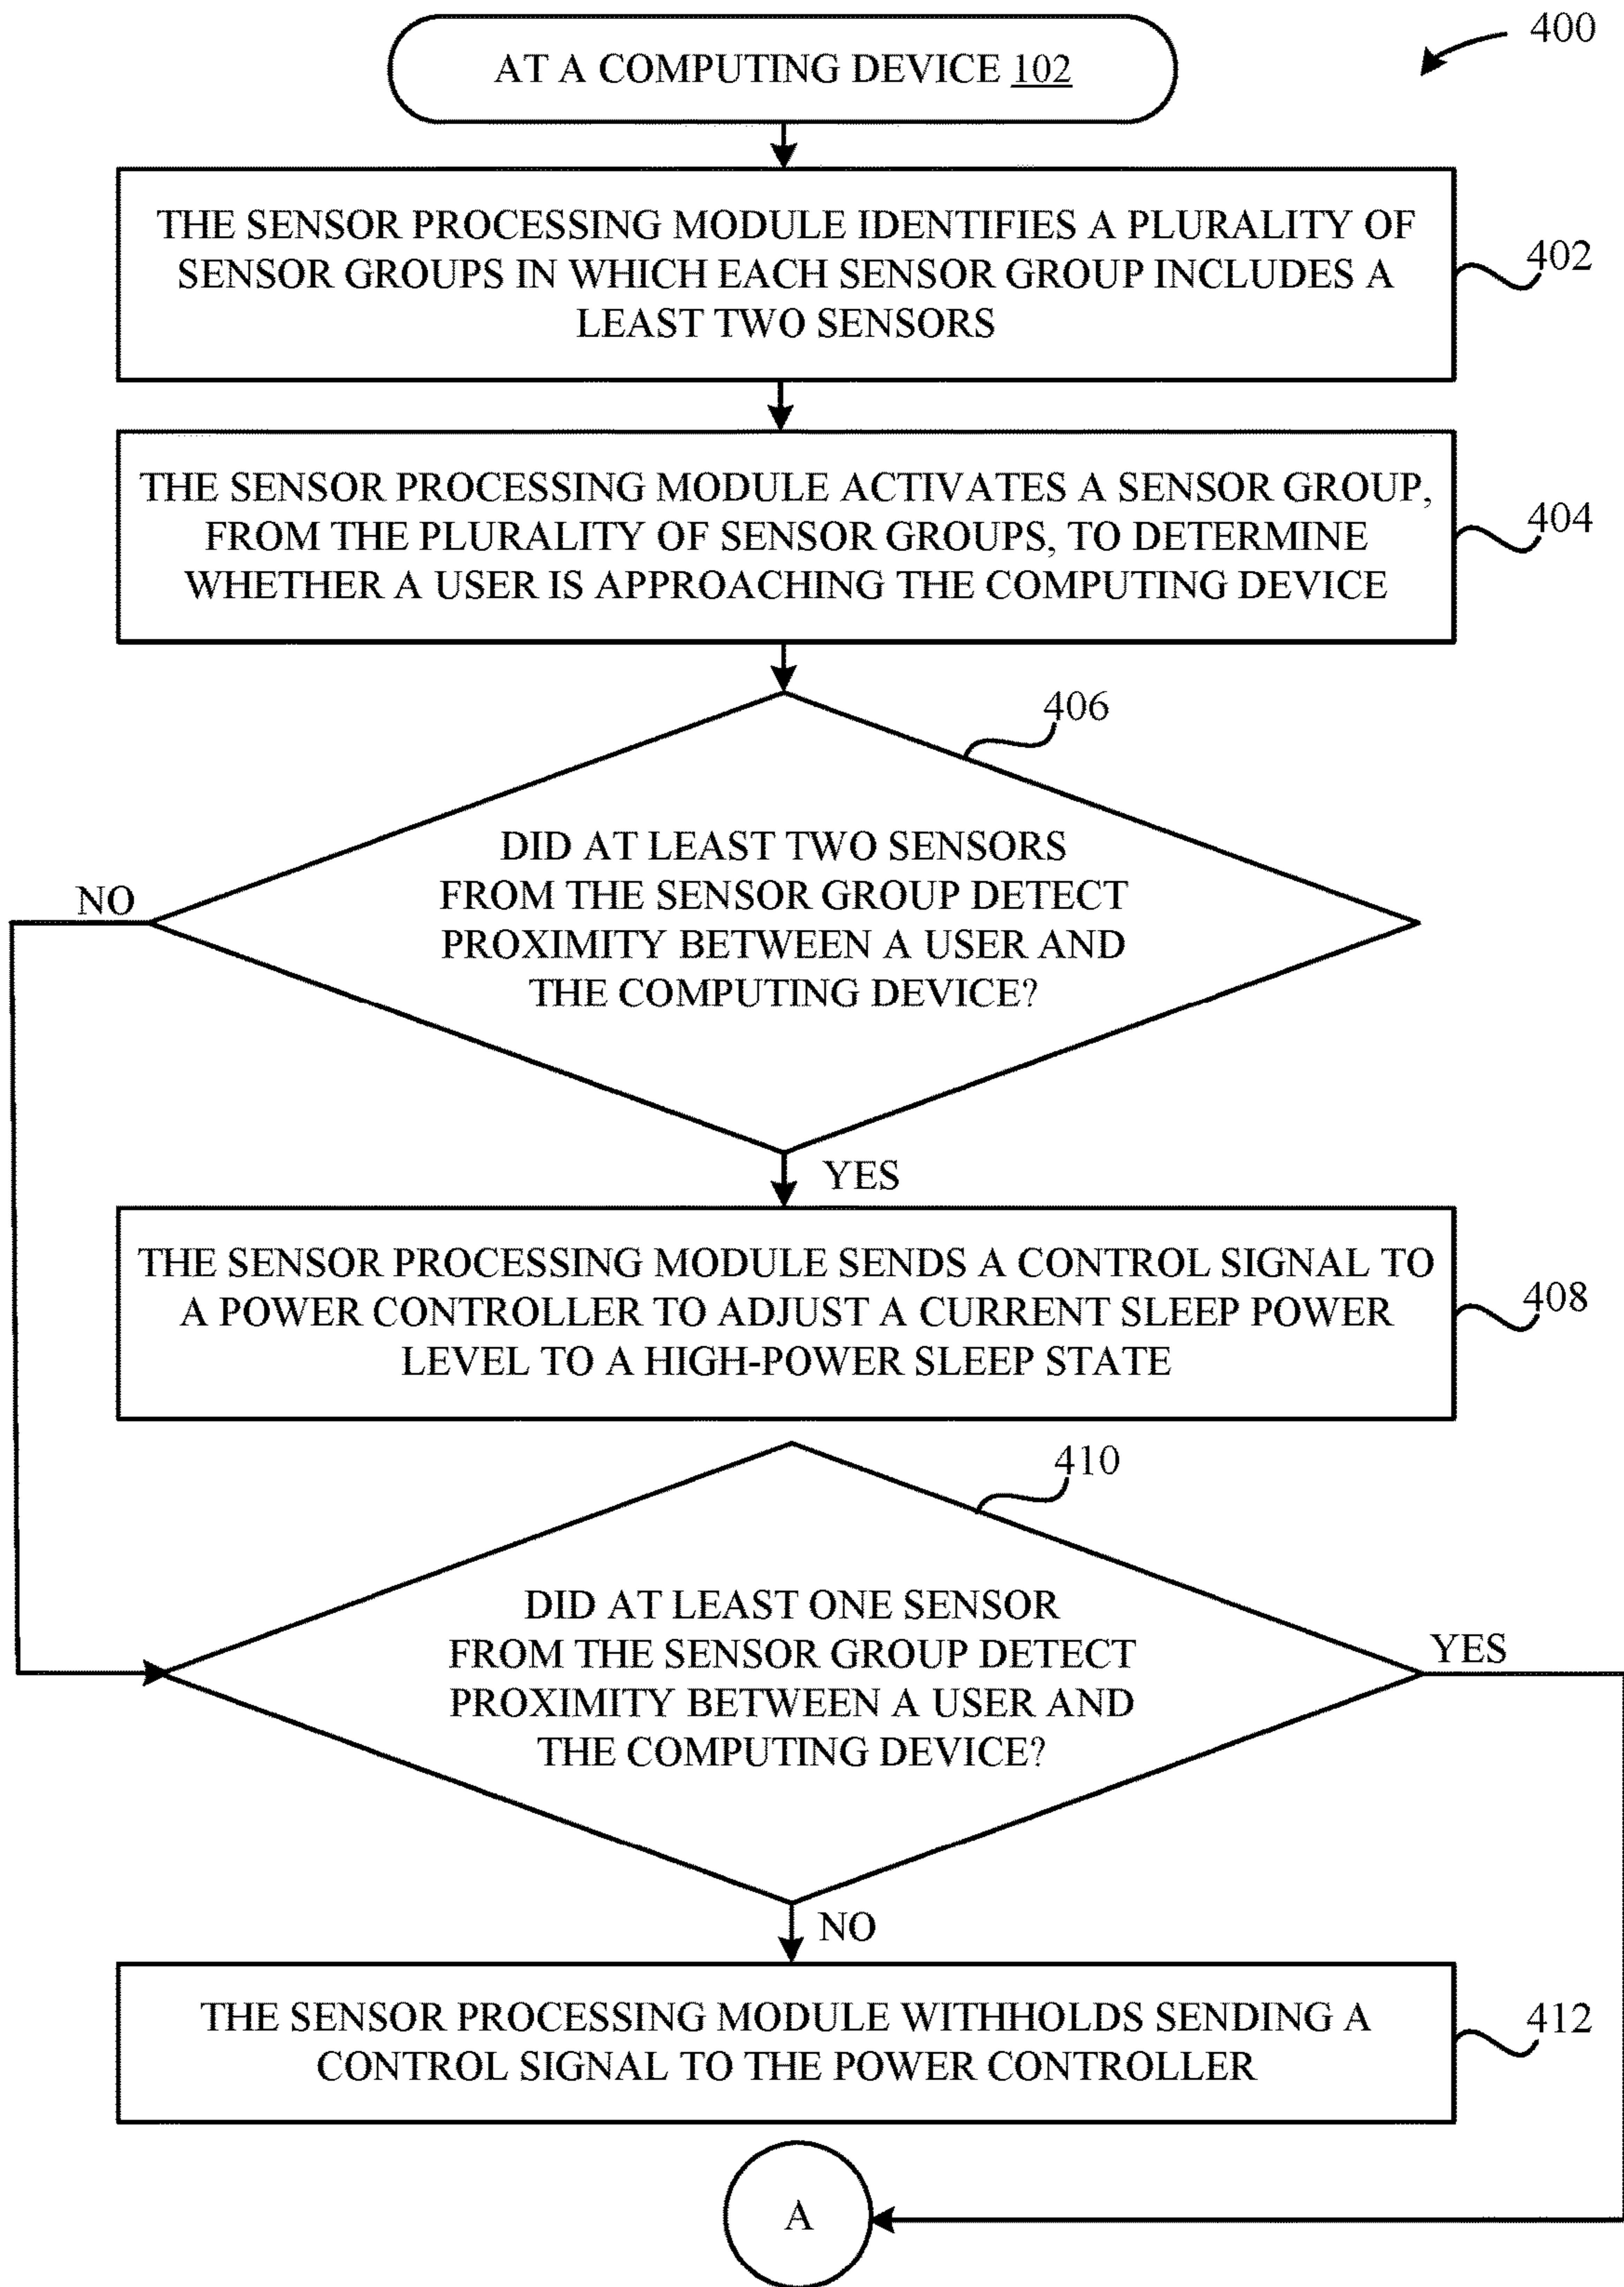 AT A COMPUTING DEVICE 102
400
THE SENSOR PROCESSING MODULE IDENTIFIES A PLURALITY OF
SENSOR GROUPS IN WHICH EACH SENSOR GROUP INCLUDES A
LEAST TWO SENSORS
402
THE SENSOR PROCESSING MODULE ACTIVATES A SENSOR GROUP,
FROM THE PLURALITY OF SENSOR GROUPS, TO DETERMINE
WHETHER A USER IS APPROACHING THE COMPUTING DEVICE
404
406
DID AT LEAST TWO SENSORS
FROM THE SENSOR GROUP DETECT
PROXIMITY BETWEEN A USER AND
THE COMPUTING DEVICE?
NO
YES
THE SENSOR PROCESSING MODULE SENDS A CONTROL SIGNAL TO
A POWER CONTROLLER TO ADJUST A CURRENT SLEEP POWER
LEVEL TO A HIGH-POWER SLEEP STATE
408
410
DID AT LEAST ONE SENSOR
FROM THE SENSOR GROUP DETECT
PROXIMITY BETWEEN A USER AND
THE COMPUTING DEVICE?
YES
NO
THE SENSOR PROCESSING MODULE WITHHOLDS SENDING A
CONTROL SIGNAL TO THE POWER CONTROLLER
412
A